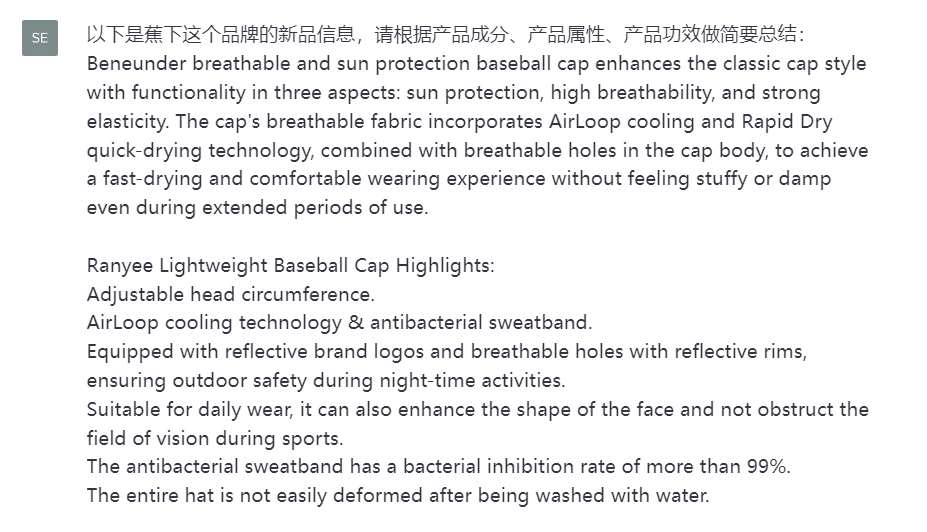 SE
以下是蕉下这个品牌的新品信息，请根据产品成分、产品属性、产品功效做简要总结：
Beneunder breathable and sun protection baseball cap enhances the classic cap style
with functionality in three aspects: sun protection, high breathability, and strong
elasticity. The cap's breathable fabric incorporates AirLoop cooling and Rapid Dry
quick-drying technology, combined with breathable holes in the cap body, to achieve
a fast-drying and comfortable wearing experience without feeling stuffy or damp
even during extended periods of use.
Ranyee Lightweight Baseball Cap Highlights:
Adjustable head circumference.
AirLoop cooling technology & antibacterial sweatband.
Equipped with reflective brand logos and breathable holes with reflective rims,
ensuring outdoor safety during night-time activities.
Suitable for daily wear, it can also enhance the shape of the face and not obstruct the
field of vision during sports.
The antibacterial sweatband has a bacterial inhibition rate of more than 99%.
The entire hat is not easily deformed after being washed with water.